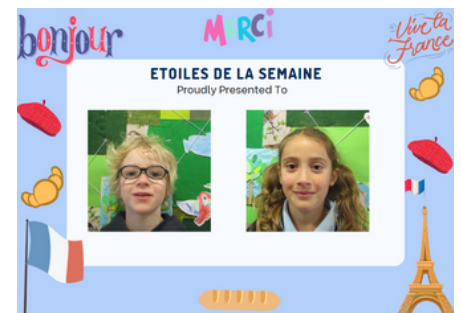 bonjour
MERCi
Vive la
France
ETOILES DE LA SEMAINE
Proudly Presented To